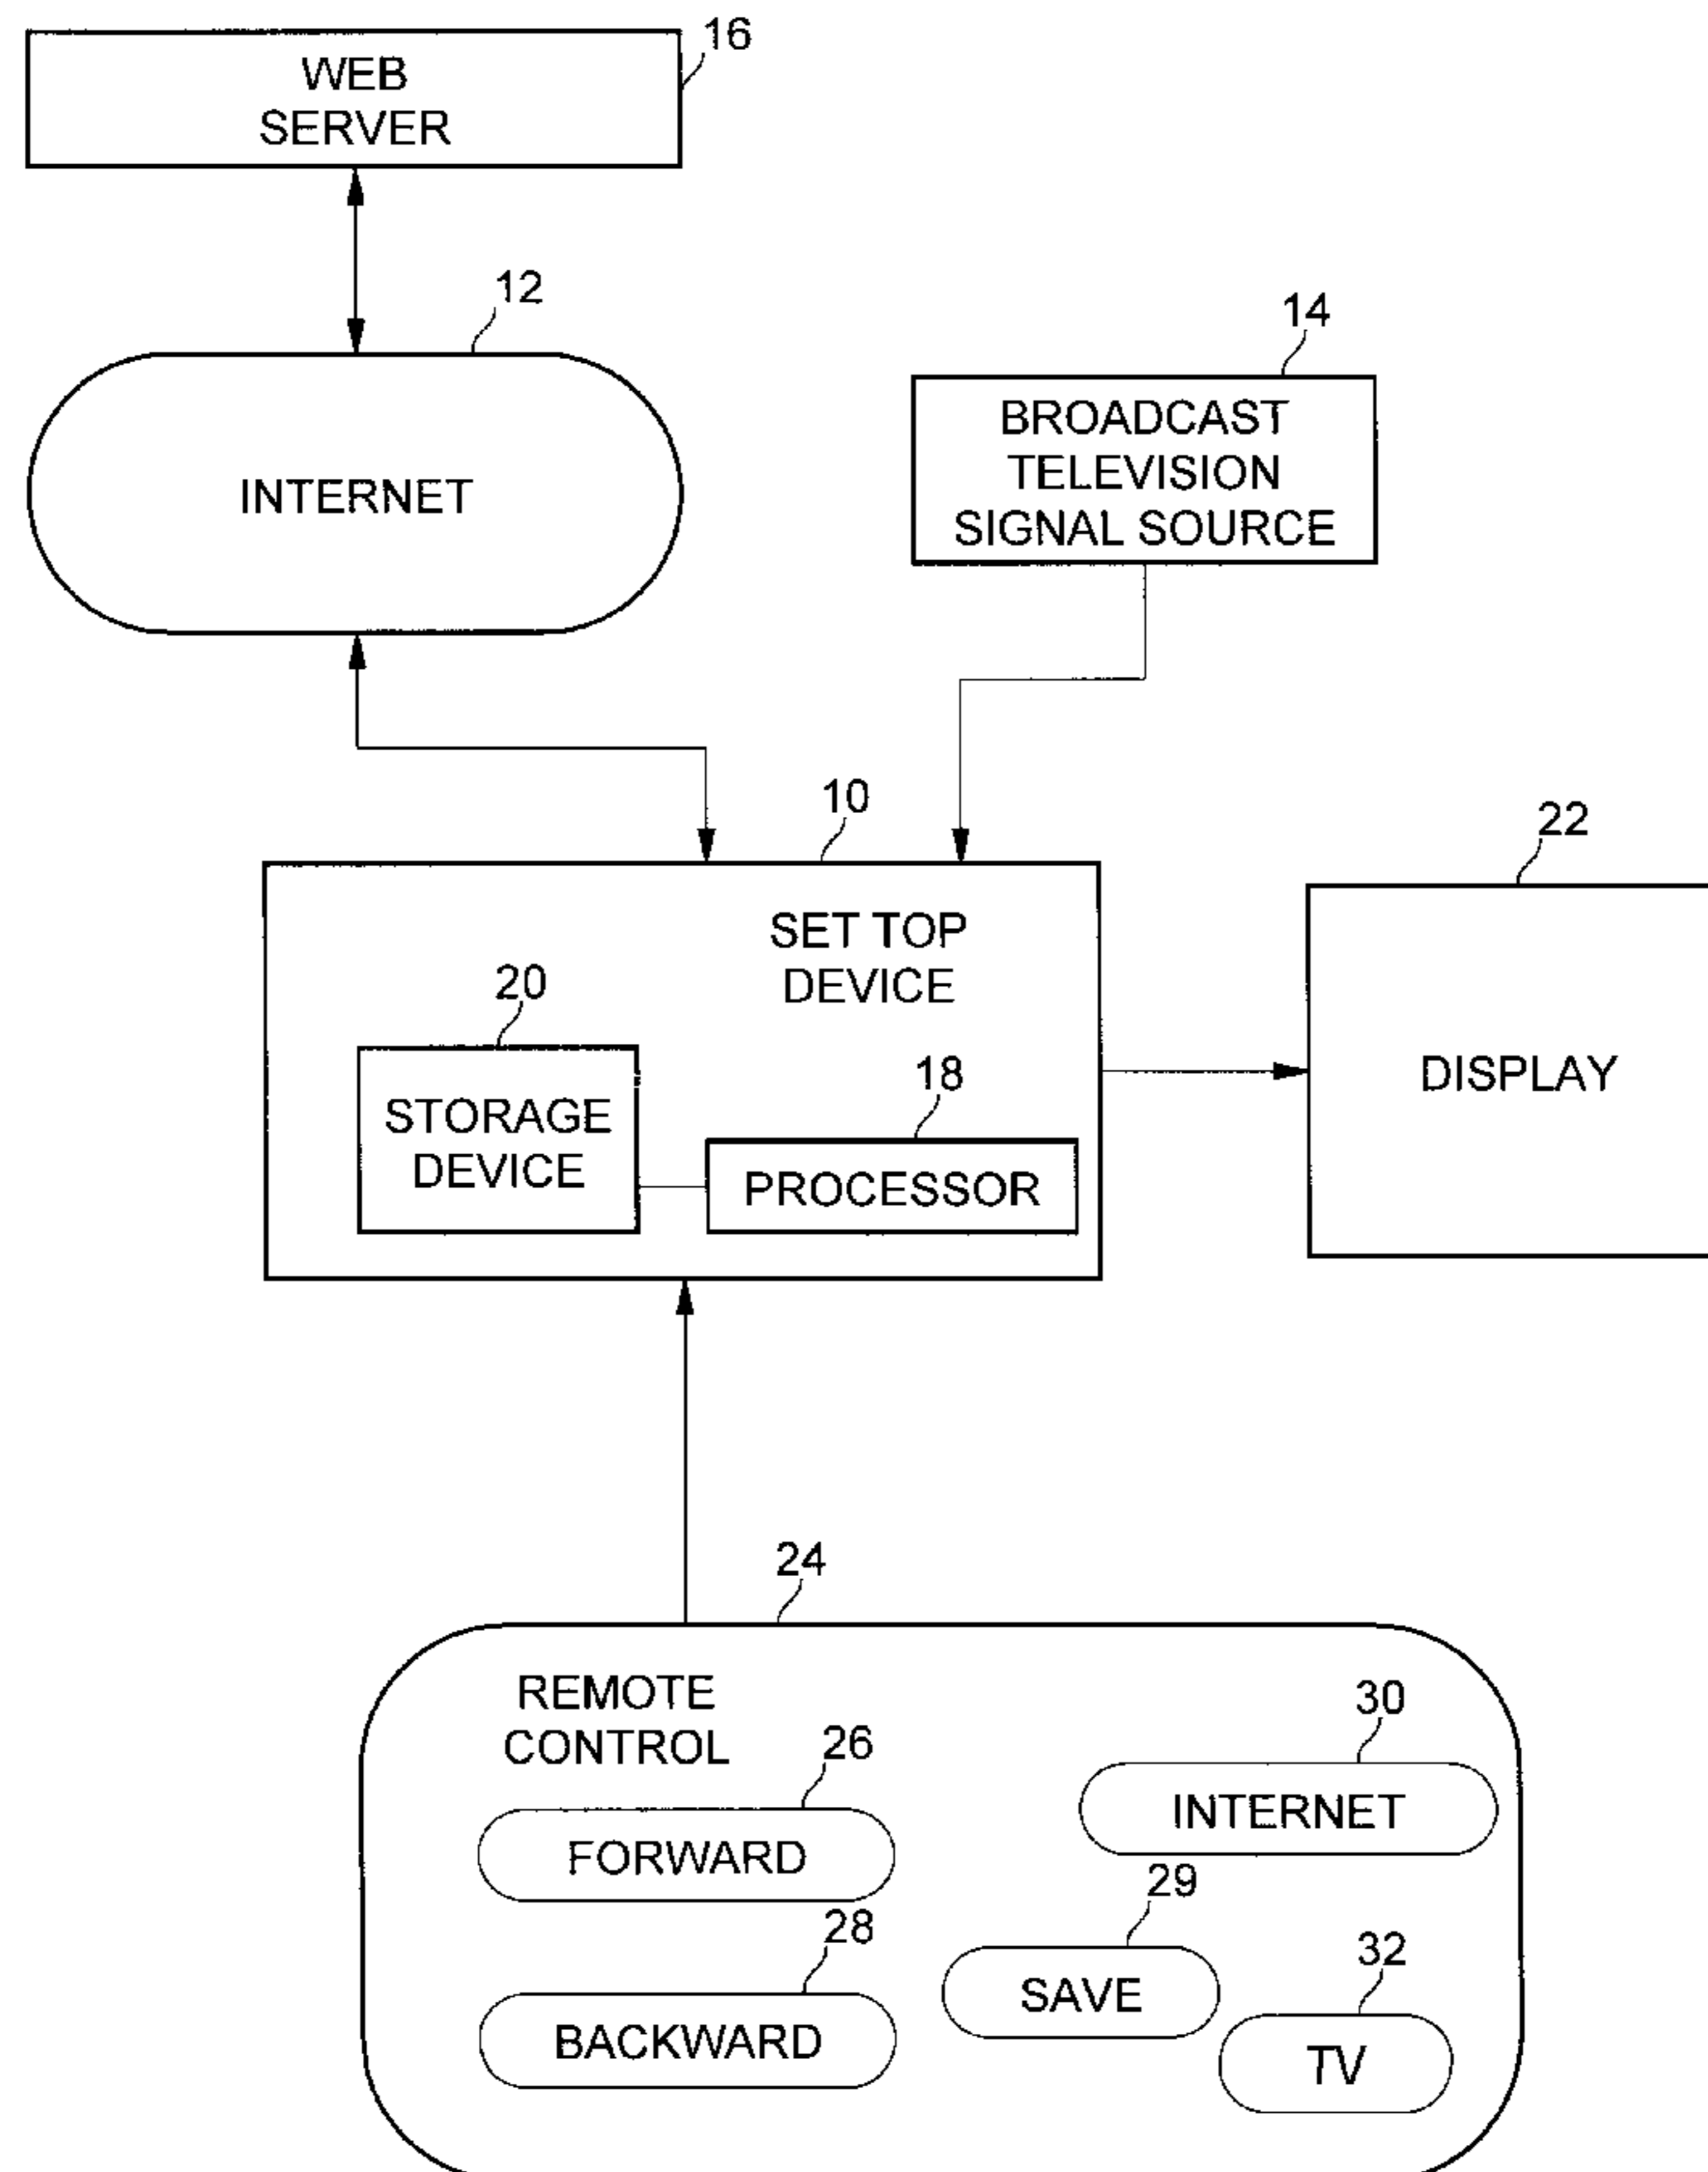 16
WEB
SERVER
12
INTERNET
14
BROADCAST
TELEVISION
SIGNAL SOURCE
10
SET TOP
DEVICE
22
DISPLAY
20
STORAGE
DEVICE
18
PROCESSOR
24
REMOTE
CONTROL
26
FORWARD
30
INTERNET
28
BACKWARD
29
SAVE
32
TV